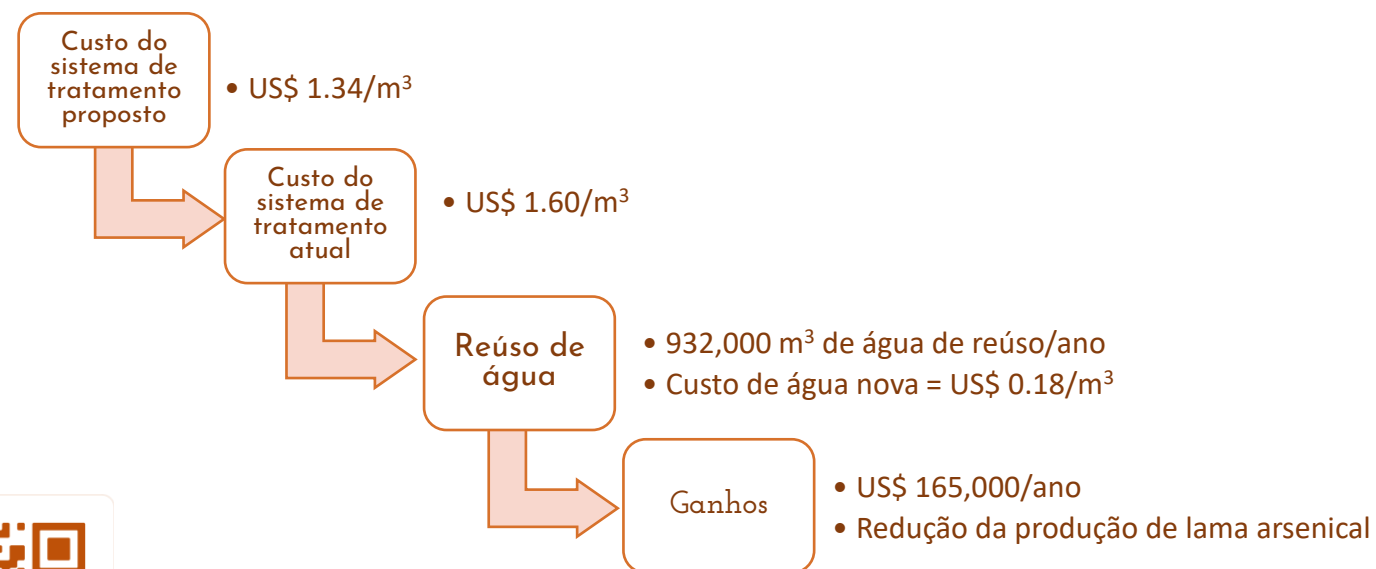 Custo do
sistema de
tratamento
proposto
• US$ 1.34/m³
Custo do
sistema de
tratamento
atual
• US$ 1.60/m³
Reúso de
água
• 932,000 m³ de água de reúso/ano
• Custo de água nova = US$ 0.18/m³
Ganhos
• US$ 165,000/ano
• Redução da produção de lama arsenical